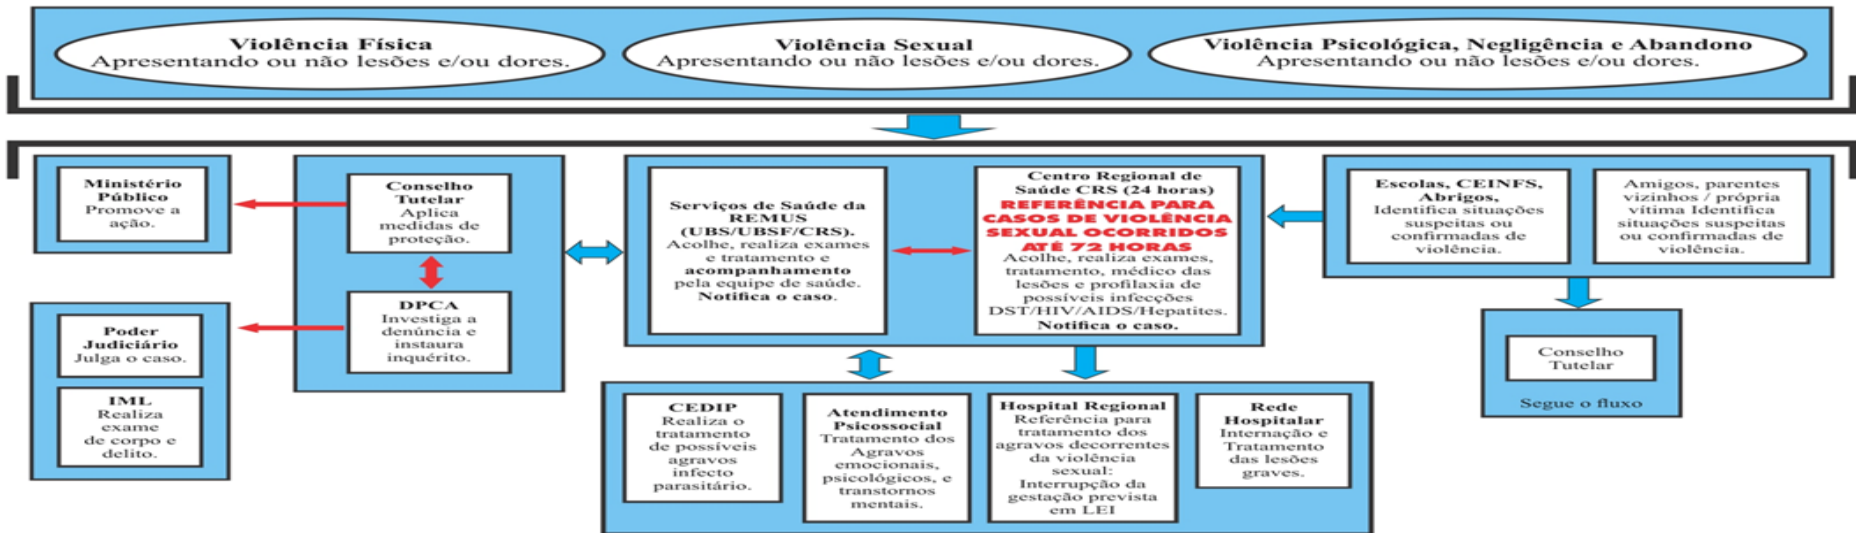 Violência Física
Apresentando ou não lesões e/ou dores.
Violência Sexual
Apresentando ou não lesões e/ou dores.
Violência Psicológica, Negligência e Abandono
Apresentando ou não lesões e/ou dores.
Ministério
Público
Promove a
ação.
Poder
Judiciário
Julga o caso.
IML
Realiza
exame
de corpo e
delito.
Conselho
Tutelar
Aplica
medidas de
proteção.
DPCA
Investiga a
denúncia e
instaura
inquérito.
Serviços de Saúde da
REMUS
(UBS/UBSF/CRS).
Acolhe, realiza exames
e tratamento e
acompanhamento
pela equipe de saúde.
Notifica o caso.
Centro Regional de
Saúde CRS (24 horas)
REFERÊNCIA PARA
CASOS DE VIOLÊNCIA
SEXUAL OCORRIDOS
ATÉ 72 HORAS
Acolhe, realiza exames,
tratamento, médico das
lesões e profilaxia de
possíveis infecções
DST/HIV/AIDS/Hepatites.
Notifica o caso.
Escolas, CEINFS,
Abrigos,
Identifica situações
suspeitas ou
confirmadas de
violência.
Amigos, parentes
vizinhos / própria
vítima Identifica
situações suspeitas
ou confirmadas de
violência.
Conselho
Tutelar
Segue o fluxo
CEDIP
Realiza o
tratamento
de possíveis
agravos
infecto
parasitário.
Atendimento
Psicossocial
Tratamento dos
Agravos
emocionais,
psicológicos, e
transtornos
mentais.
Hospital Regional
Referência para
tratamento dos
agravos decorrentes
da violência
sexual:
Interrupção da
gestação prevista
em LEI
Rede
Hospitalar
Internação e
Tratamento
das lesões
graves.